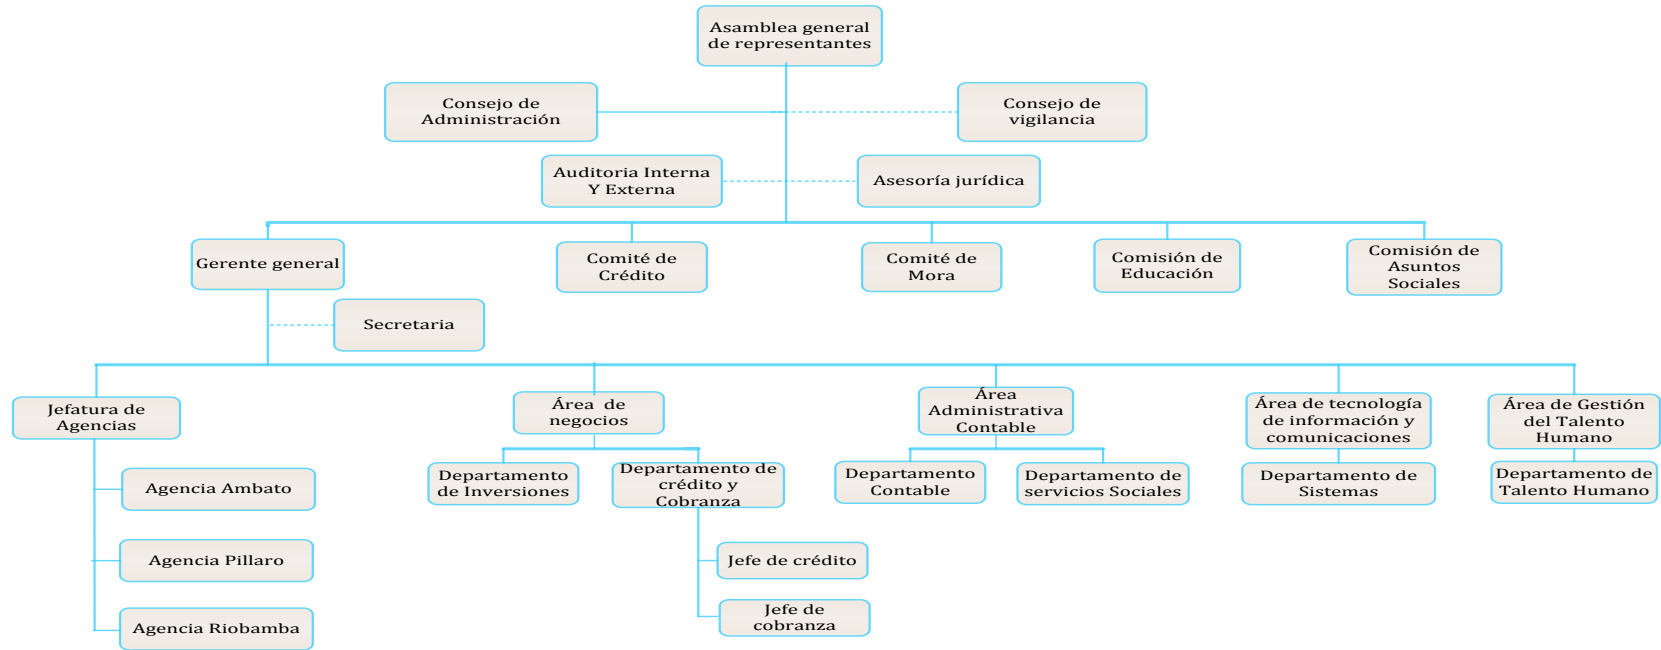 Asamblea general
de representantes
Consejo de
Administración
Consejo de
vigilancia
Auditoria Interna
Y Externa
Asesoría jurídica
Gerente general
Comité de
Crédito
Comité de
Mora
Comisión de
Educación
Comisión de
Asuntos
Sociales
Secretaria
Jefatura de
Agencias
Área de
negocios
Área
Administrativa
Contable
Área de tecnología
de información y
comunicaciones
Área de Gestión
del Talento
Humano
Agencia Ambato
Agencia Pillaro
Agencia Riobamba
Departamento
de Inversiones
Departamento de
crédito y
Cobranza
Jefe de crédito
Jefe de
cobranza
Departamento
Contable
Departamento de
servicios Sociales
Departamento de
Sistemas
Departamento de
Talento Humano